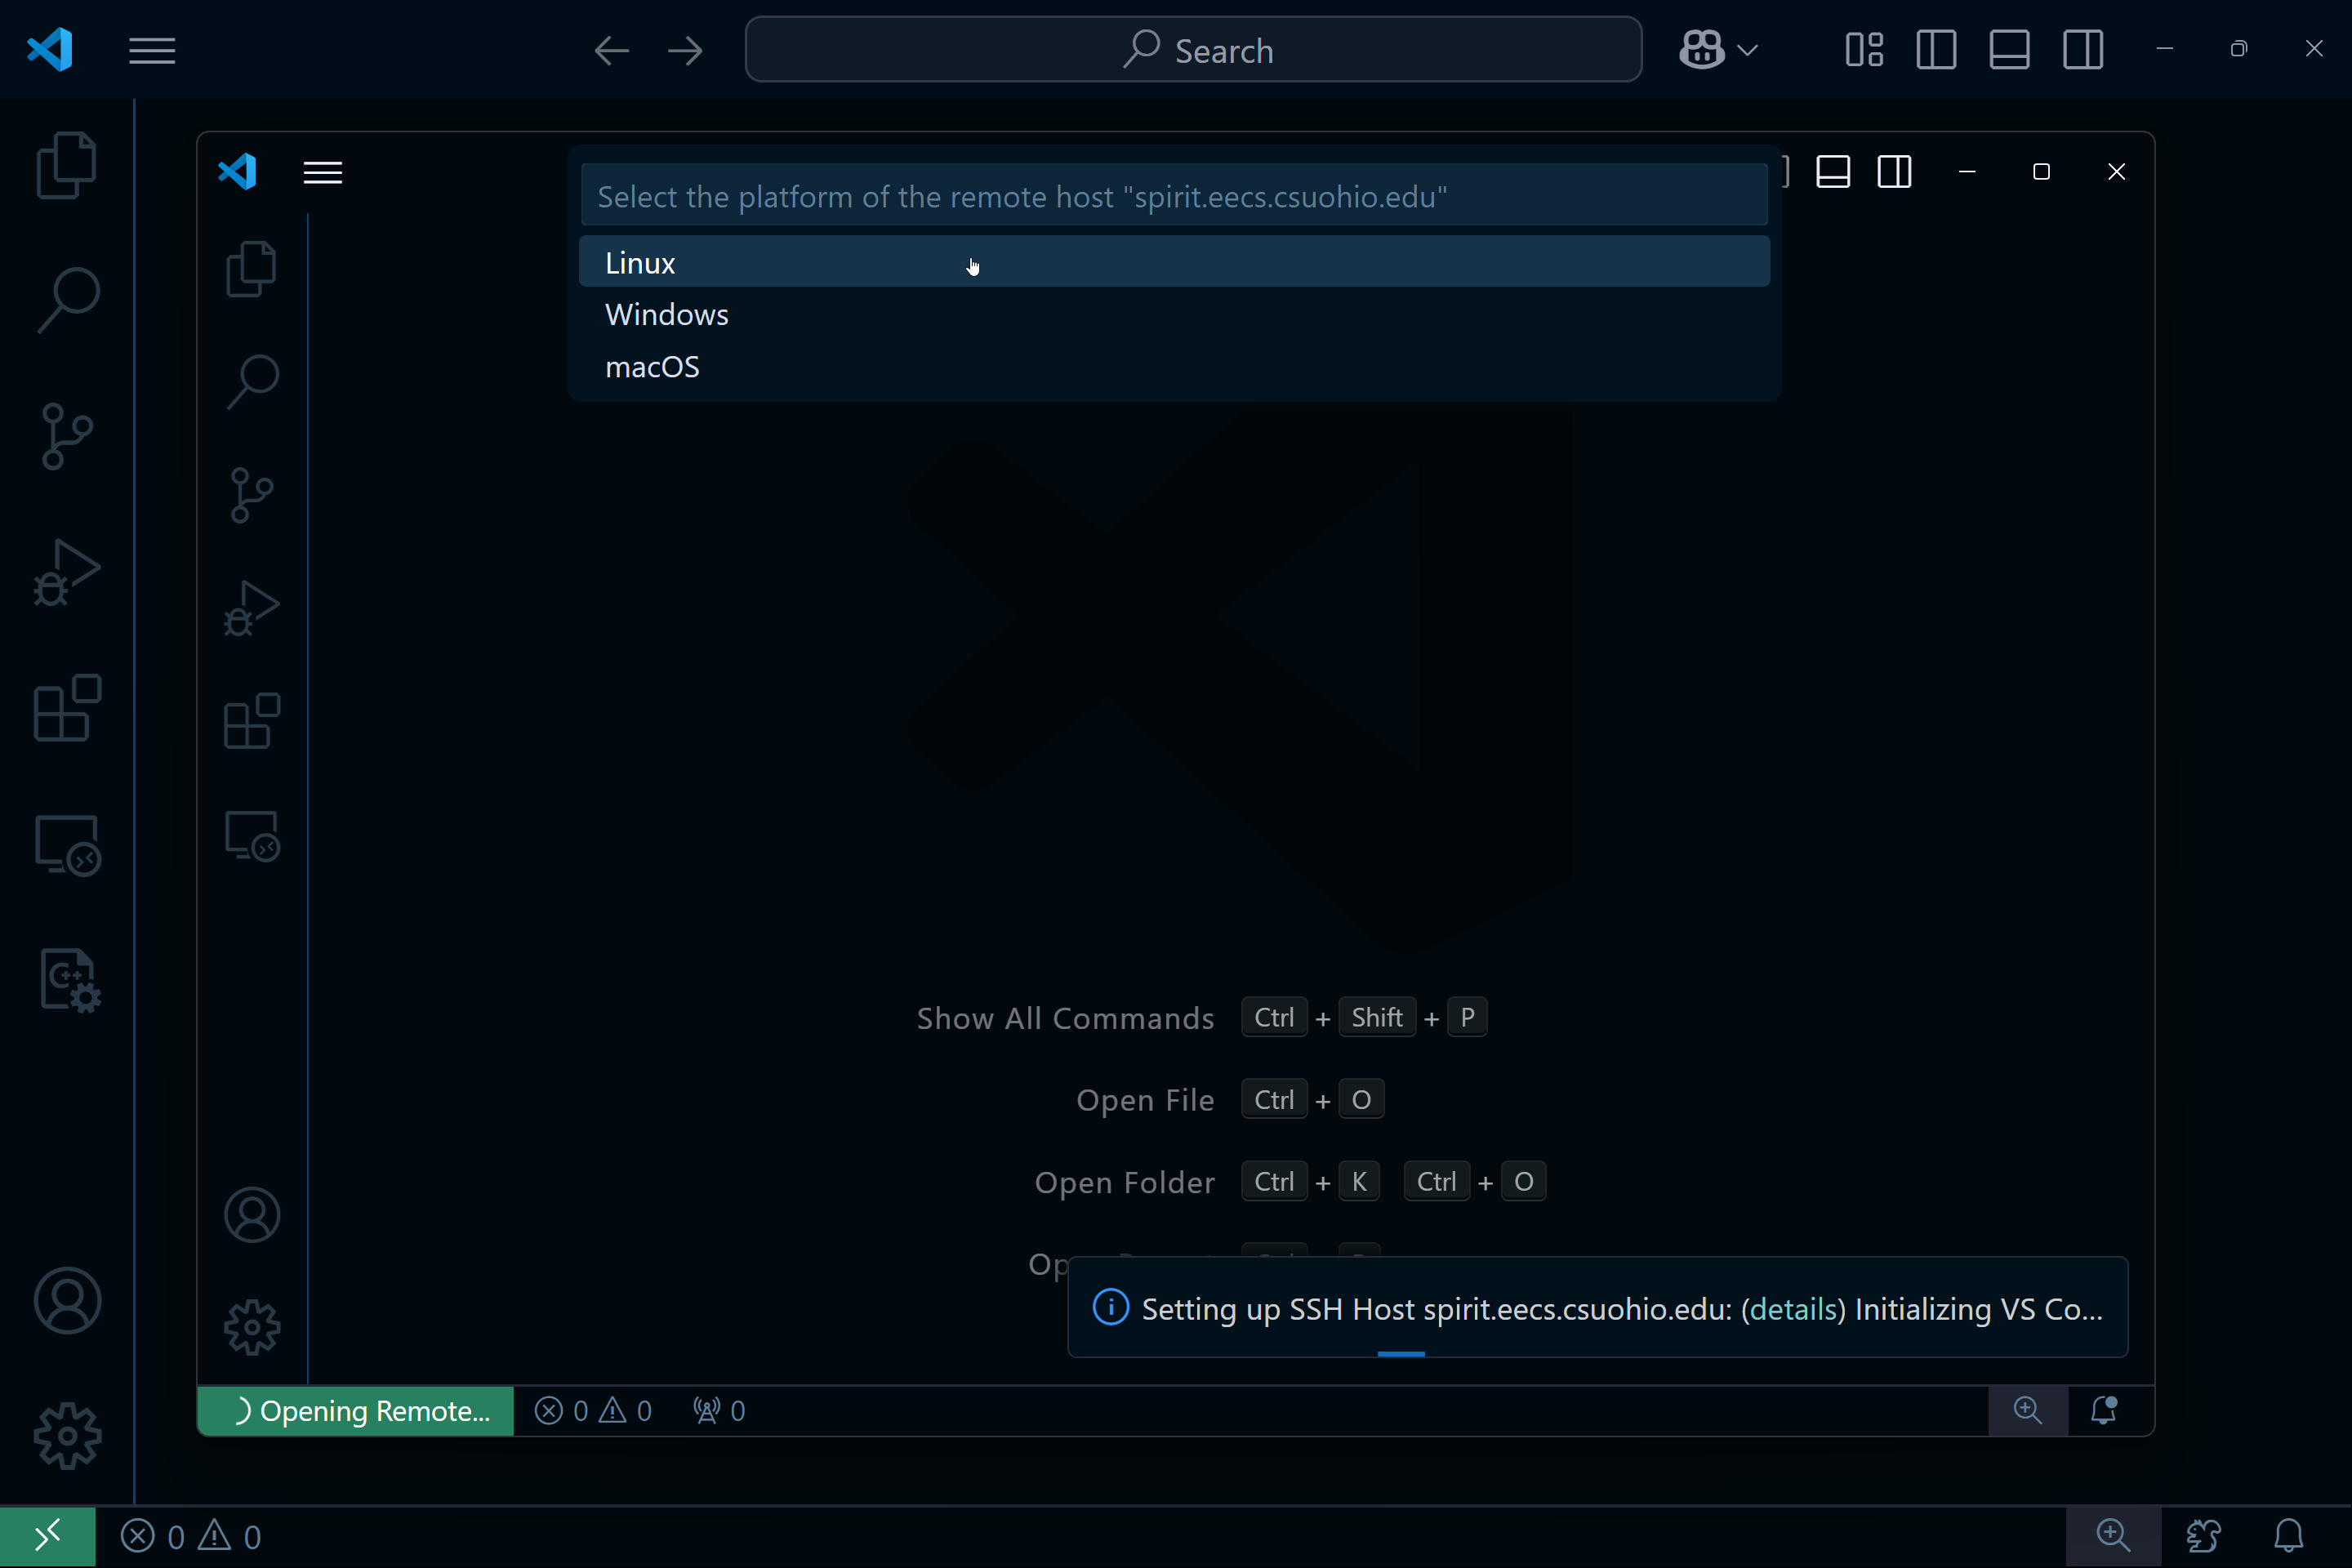 Search
Select the platform of the remote host "spirit.eecs.csuohio.edu"
Linux
Windows
macOS
Show All Commands Ctrl + Shift + P
Open File Ctrl + O
Open Folder Ctrl + K Ctrl + O
Setting up SSH Host spirit.eecs.csuohio.edu: (details) Initializing VS Co...
Opening Remote... 0 0 0
0 0